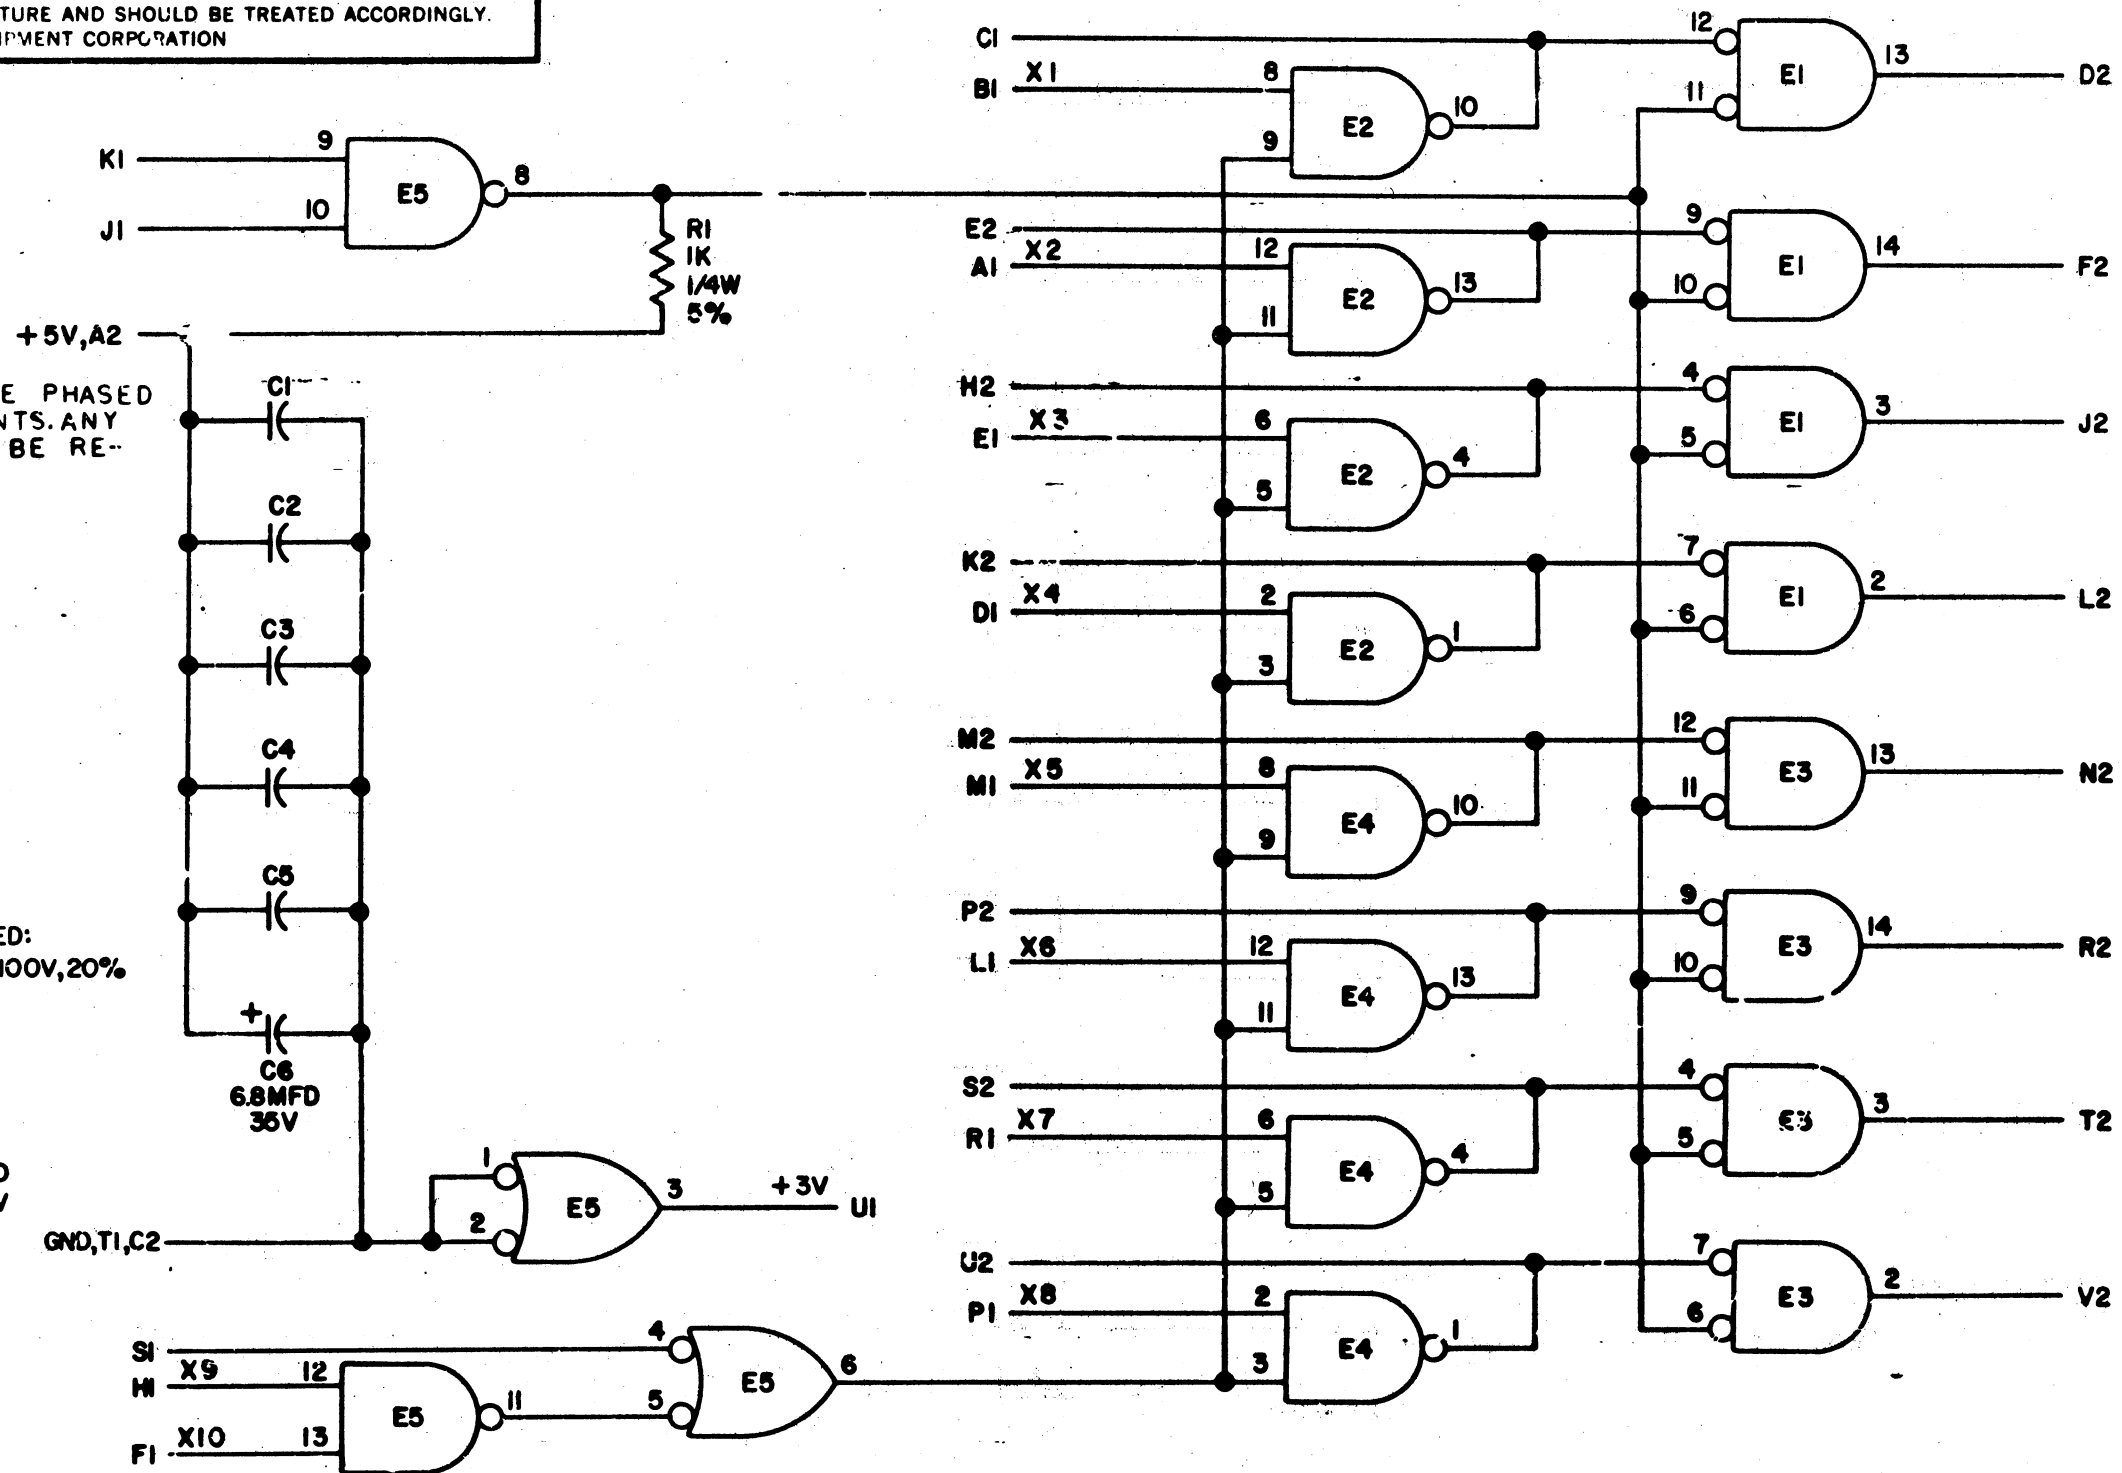 TURE AND SHOULD BE TREATED ACCORDINGLY.
IPMENT CORPORATION
K1 9
J1 10
E5 8
R1
1K
1/4W
5%
+5V,A2
E PHASED
NTS. ANY
BE RE--
C1
C2
C3
C4
C5
ED:
100V,20%
+
C6
6.8MFD
35V
D
V
GND,T1,C2
1
2
E5 3 +3V U1
S1 4
H1 X9 12
F1 X10 13
E5 11
5
E5 6
C1 12
B1 X1 8
9
E2 10
11
E1 13 D2
E2 9
A1 X2 12
11
E2 13
10
E1 14 F2
H2 4
E1 X3 6
5
E2 4
5
E1 3 J2
K2 7
D1 X4 2
3
E2 1
6
E1 2 L2
M2 12
M1 X5 8
9
E4 10
11
E3 13 N2
P2 9
L1 X6 12
11
E4 13
10
E3 14 R2
S2 4
R1 X7 6
5
E4 4
5
E3 3 T2
U2 7
P1 X8 2
3
E4 1
6
E3 2 V2